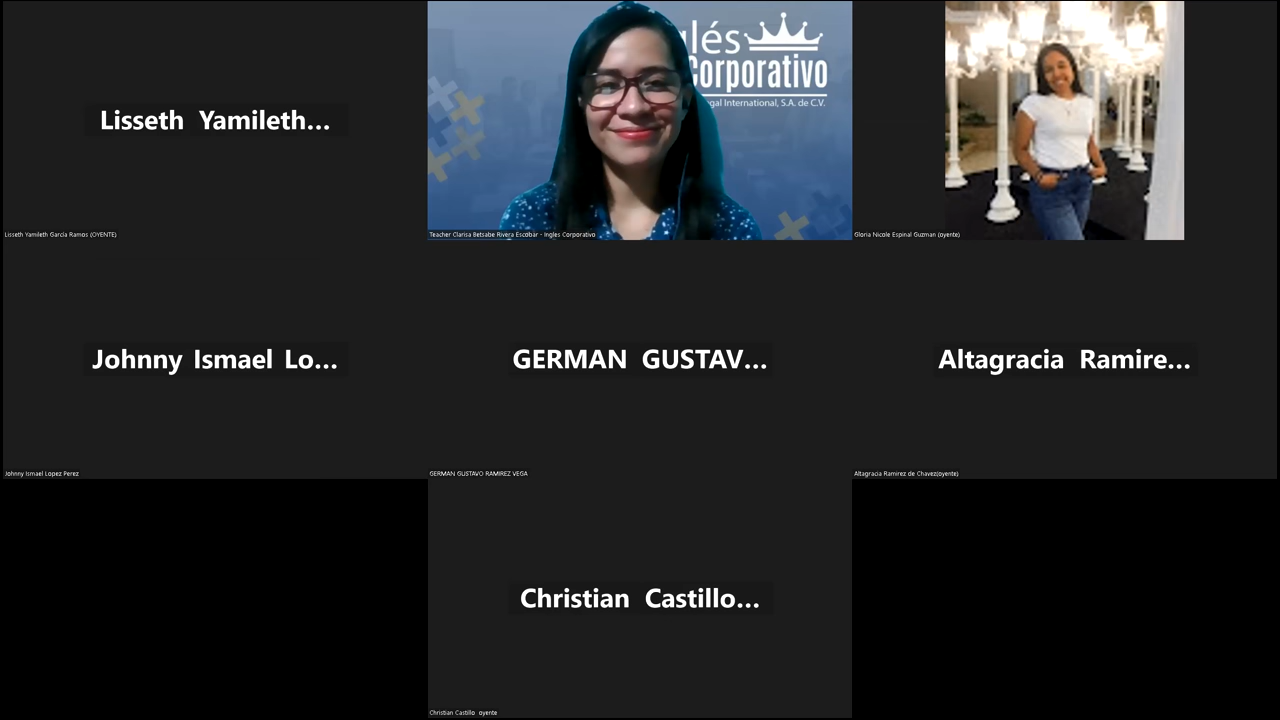 Lisseth Yamileth...
Lisseth Yamileth García Ramos (OYENTE)
lés
Corporativo
gal International, S.A. de C.V.
Teacher Clarisa Betsabe Rivera Escobar - Ingles Corporativo
Gloria Nicole Espinal Guzman (oyente)
Johnny Ismael Lo...
Johnny Ismael Lopez Perez
GERMAN GUSTAV...
GERMAN GUSTAVO RAMIREZ VEGA
Altagracia Ramire...
Altagracia Ramirez de Chavez(oyente)
Christian Castillo...
Christian Castillo oyente